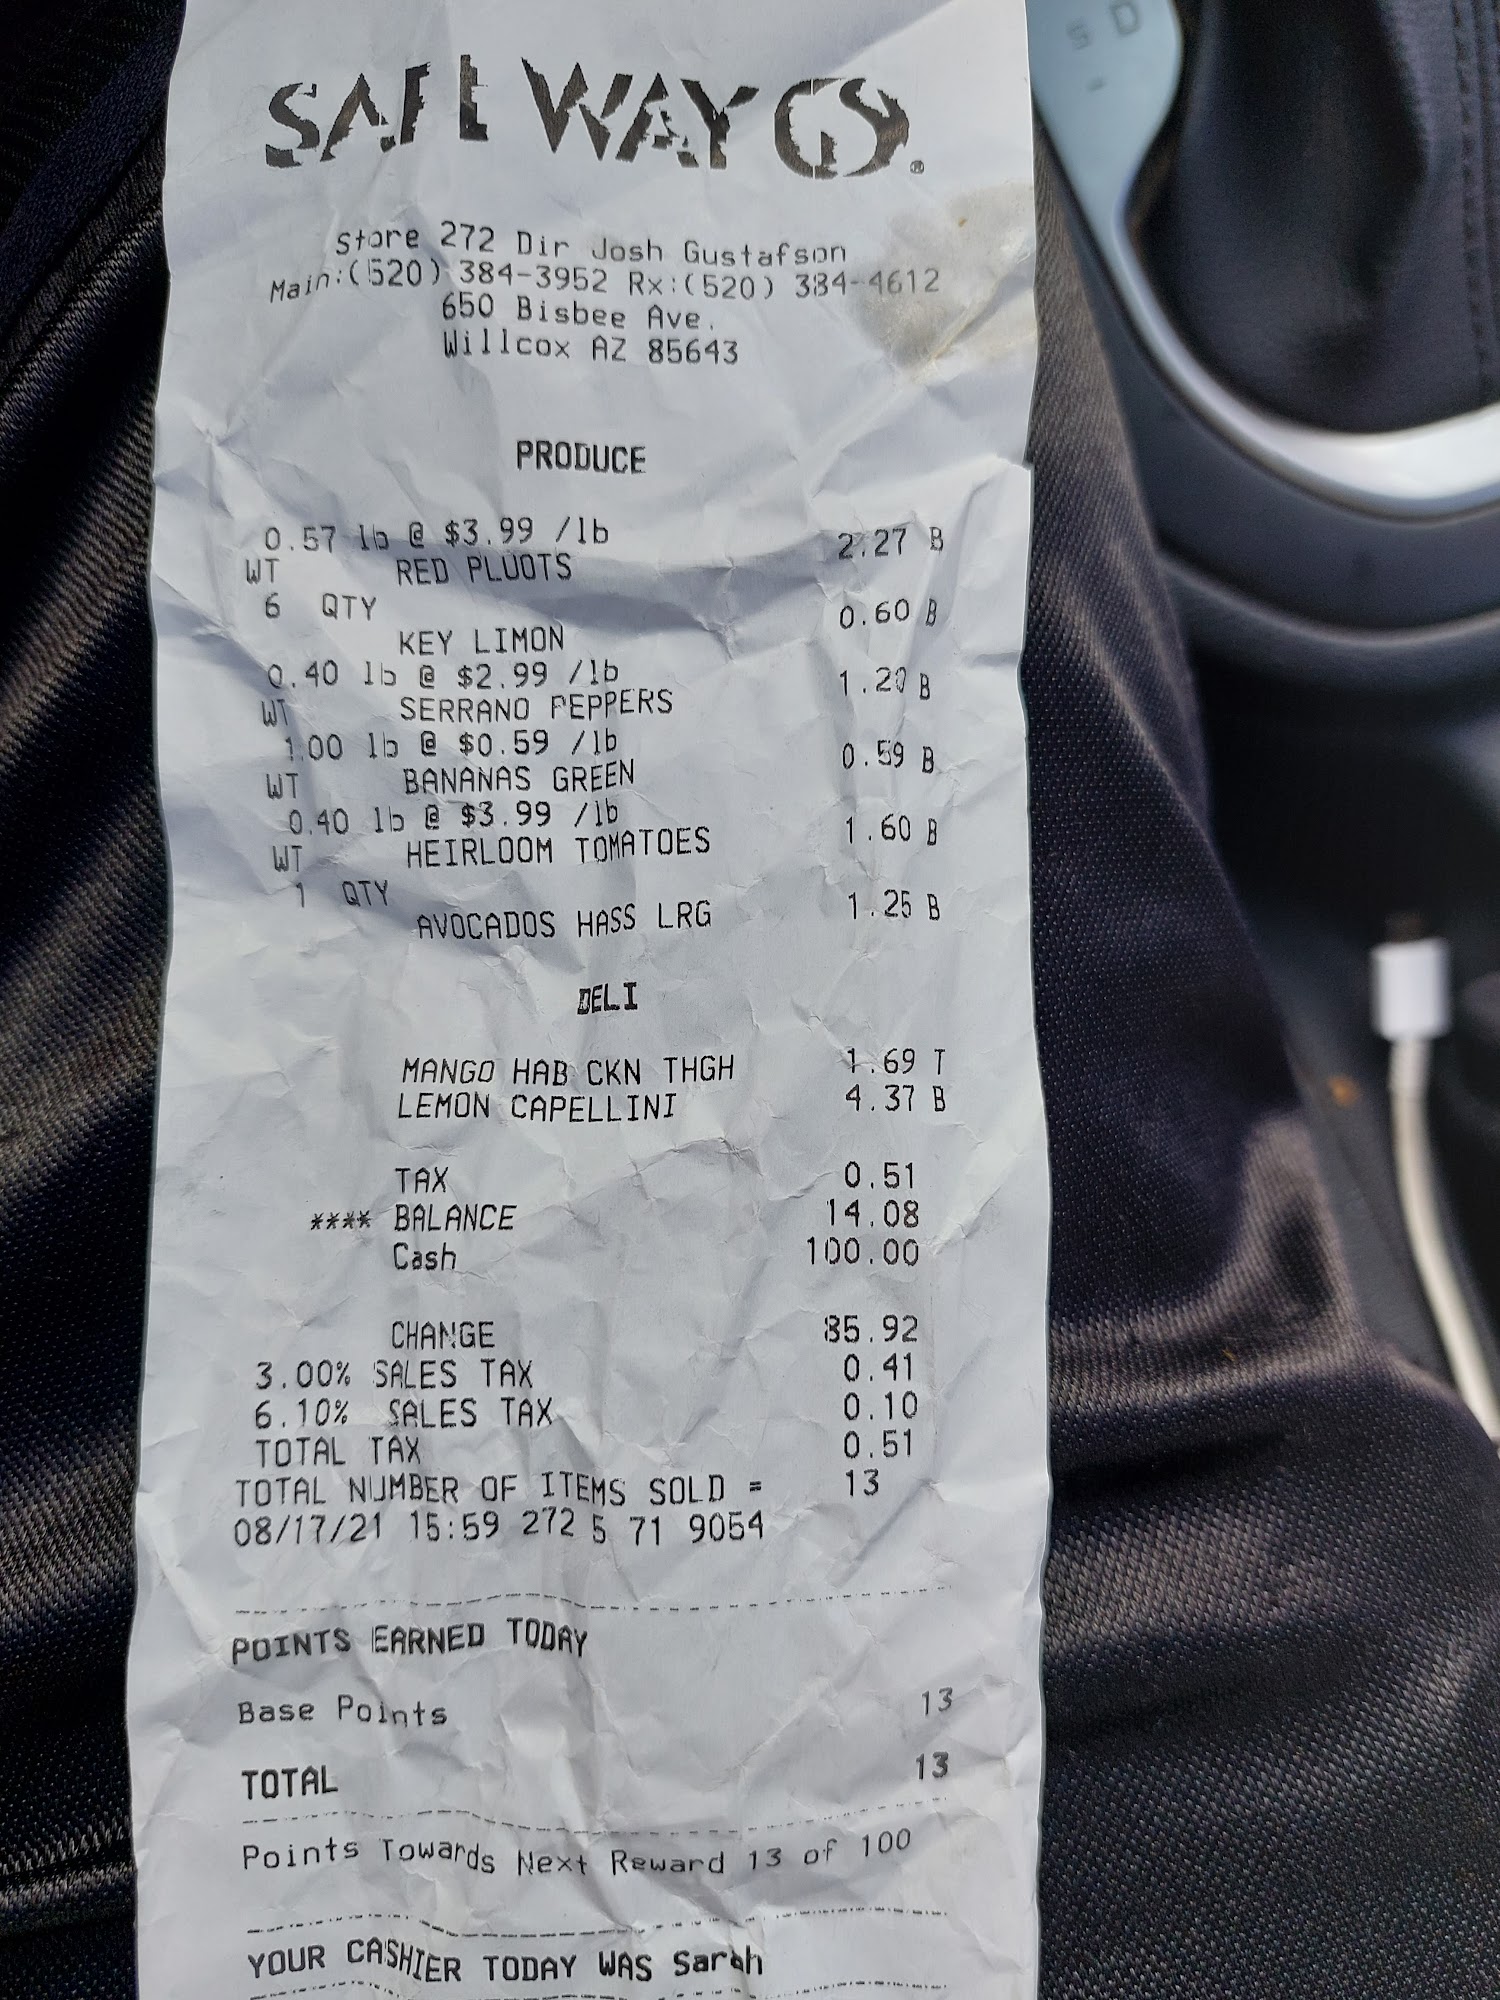 SAFEWAY
Store 272 Dir Josh Gustafson
Main:(520) 384-3952 Rx:(520) 384-4612
650 Bisbee Ave.
Willcox AZ 85643
PRODUCE
0.57 lb @ $3.99 /lb
WT RED PLUOTS 2.27 B
6 QTY
KEY LIMON 0.60 B
0.40 lb @ $2.99 /lb
WT SERRANO PEPPERS 1.20 B
1.00 lb @ $0.59 /lb
WT BANANAS GREEN 0.59 B
0.40 lb @ $3.99 /lb
WT HEIRLOOM TOMATOES 1.60 B
1 QTY
AVOCADOS HASS LRG 1.25 B
DELI
MANGO HAB CKN THGH 1.69 T
LEMON CAPELLINI 4.37 B
TAX 0.51
**** BALANCE 14.08
Cash 100.00
CHANGE 85.92
3.00% SALES TAX 0.41
6.10% SALES TAX 0.10
TOTAL TAX 0.51
TOTAL NUMBER OF ITEMS SOLD = 13
08/17/21 15:59 272 5 71 9054
POINTS EARNED TODAY
Base Points 13
TOTAL 13
Points Towards Next Reward 13 of 100
YOUR CASHIER TODAY WAS Sarah
S D
-